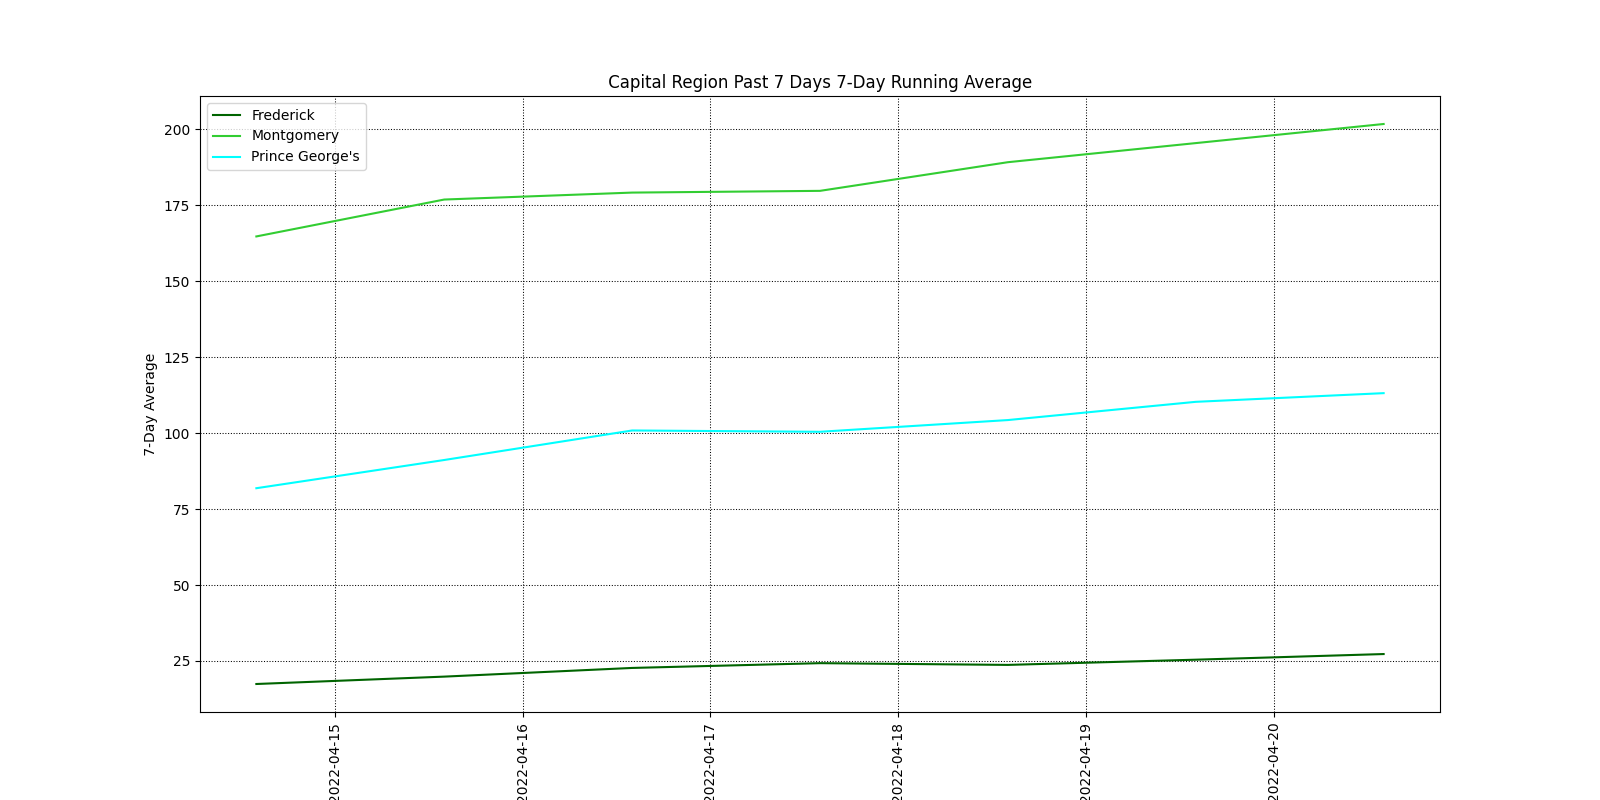 Capital Region Past 7 Days 7-Day Running Average
Frederick
Montgomery
Prince George's
200
175
150
125
100
75
50
25
7-Day Average
2022-04-15
2022-04-16
2022-04-17
2022-04-18
2022-04-19
2022-04-20